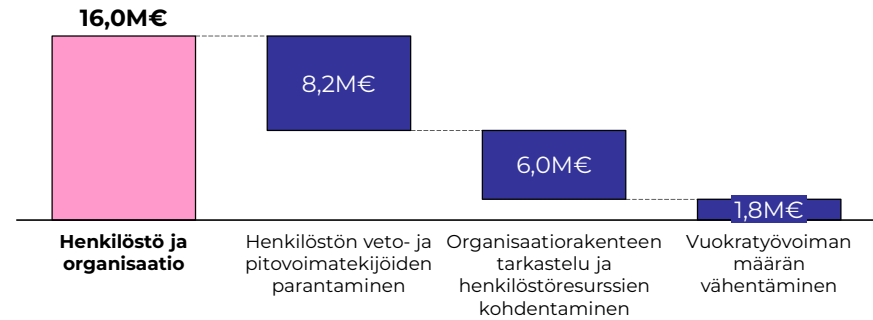 16,0M€
8,2M€
6,0M€
1,8M€
Henkilöstö ja
organisaatio
Henkilöstön veto- ja
pitovoimatekijöiden
parantaminen
Organisaatiorakenteen
tarkastelu ja
henkilöstöresurssien
kohdentaminen
Vuokratyövoiman
määrän
vähentäminen